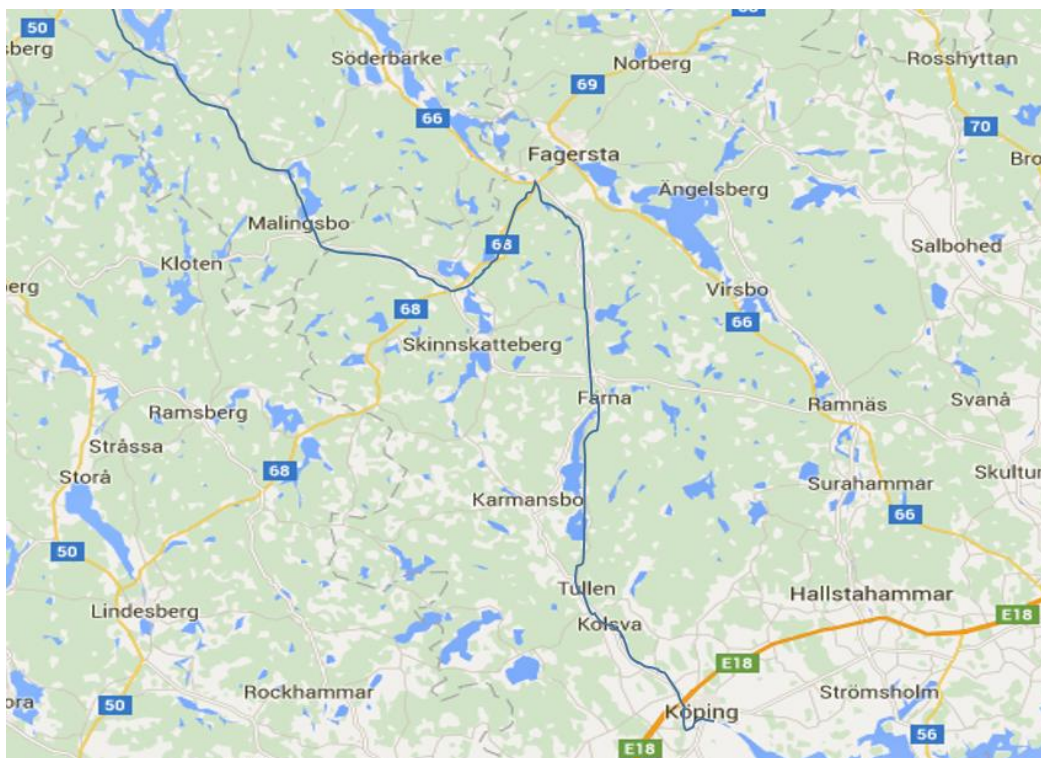 50
sberg
Söderbärke
Norberg
Rosshyttan
69
66
70
Fagersta
Bro
Ängelsberg
Malingsbo
68
Salbohed
Kloten
erg
Virsbo
68
66
Skinnskatteberg
Färna
Ramnäs
Svanå
Ramsberg
Stråssa
Storå
68
Skultun
Surahammar
Karmansbo
66
50
Tullen
Hallstahammar
Lindesberg
E18
Kolsva
E18
Rockhammar
Strömsholm
ora
50
Köping
56
E18